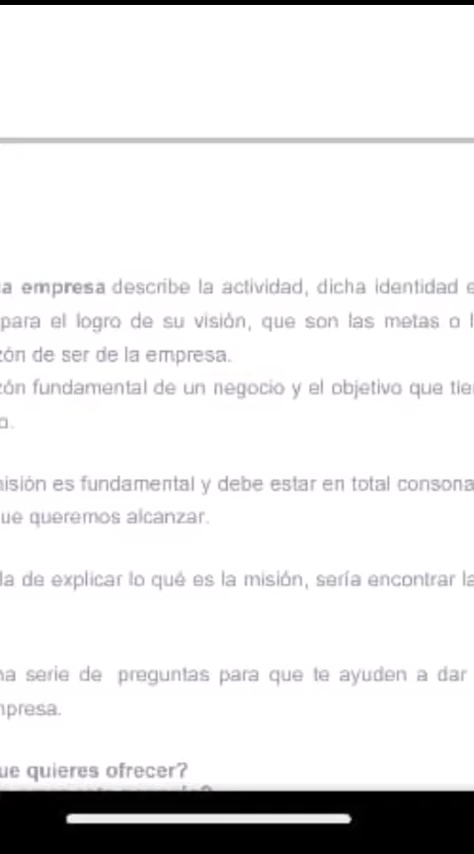 a empresa describe la actividad, dicha identidad e
para el logro de su visión, que son las metas o l
zón de ser de la empresa.
zón fundamental de un negocio y el objetivo que tie
o.
nisión es fundamental y debe estar en total consona
ue queremos alcanzar.
la de explicar lo qué es la misión, sería encontrar la
na serie de preguntas para que te ayuden a dar
npresa.
ue quieres ofrecer?